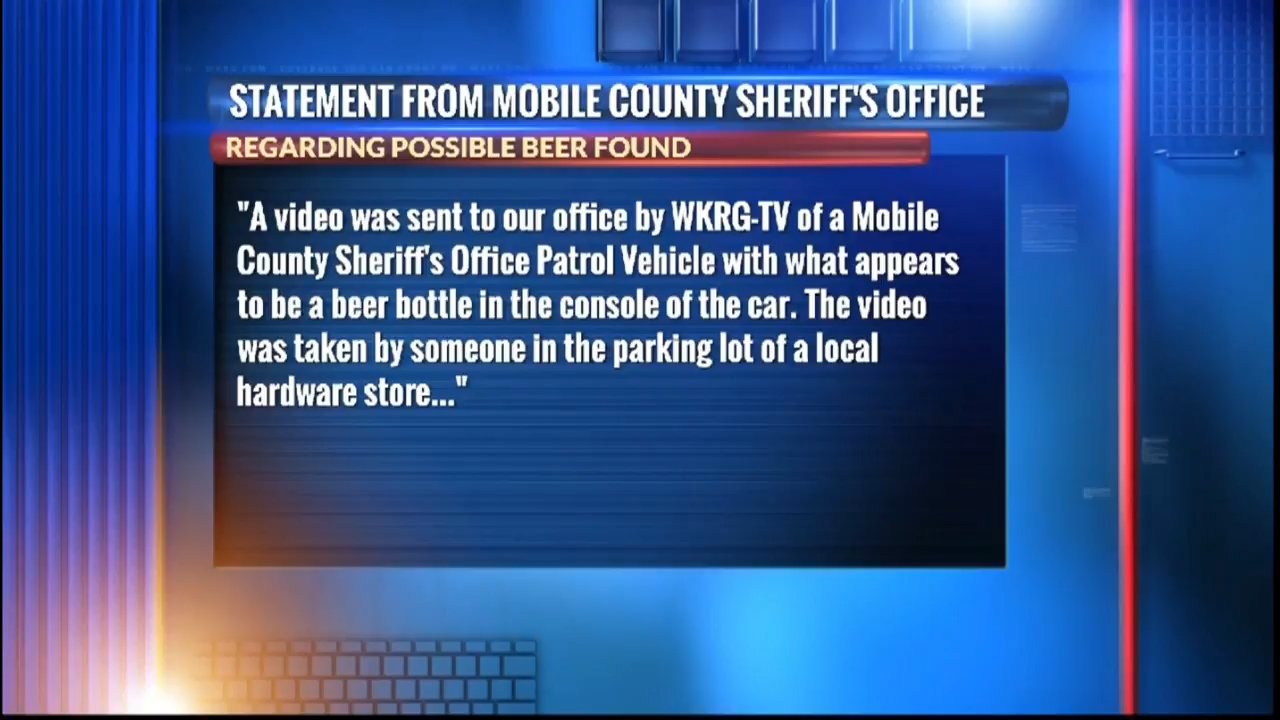 STATEMENT FROM MOBILE COUNTY SHERIFF'S OFFICE
REGARDING POSSIBLE BEER FOUND
"A video was sent to our office by WKRG-TV of a Mobile
County Sheriff's Office Patrol Vehicle with what appears
to be a beer bottle in the console of the car. The video
was taken by someone in the parking lot of a local
hardware store..."